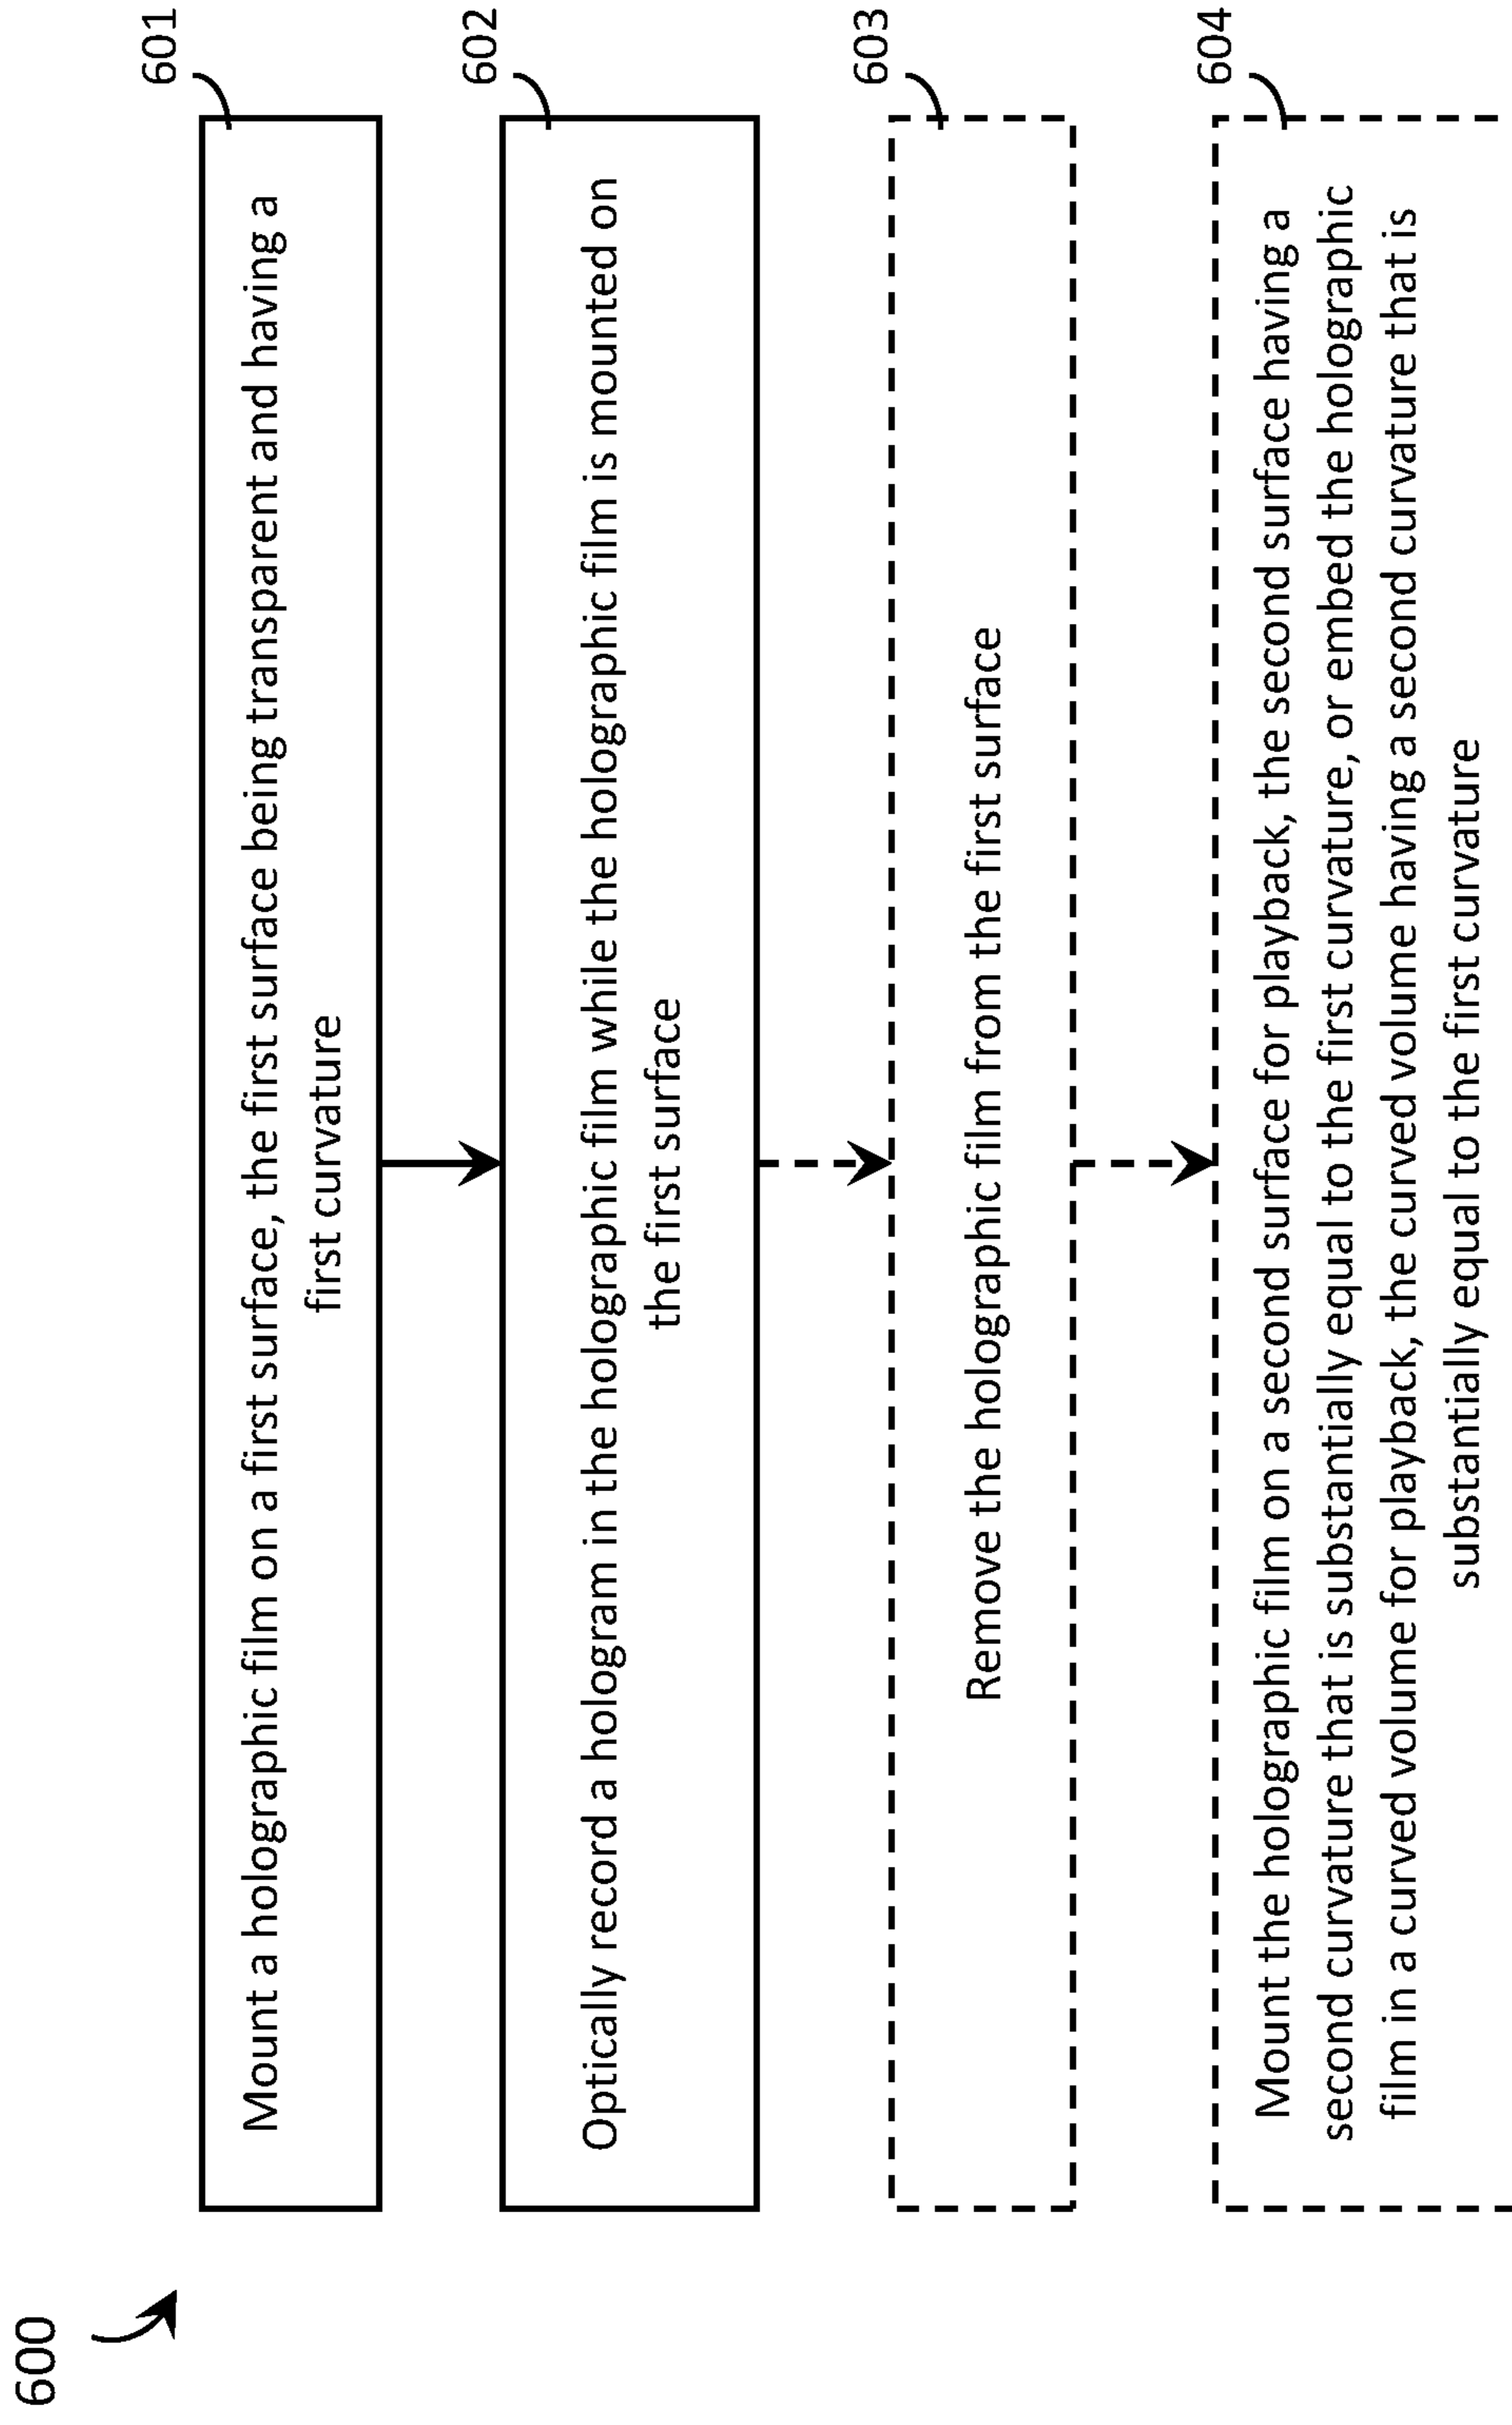 600
601
Mount a holographic film on a first surface, the first surface being transparent and having a
first curvature
602
Optically record a hologram in the holographic film while the holographic film is mounted on
the first surface
603
Remove the holographic film from the first surface
604
Mount the holographic film on a second surface for playback, the second surface having a
second curvature that is substantially equal to the first curvature, or embed the holographic
film in a curved volume for playback, the curved volume having a second curvature that is
substantially equal to the first curvature